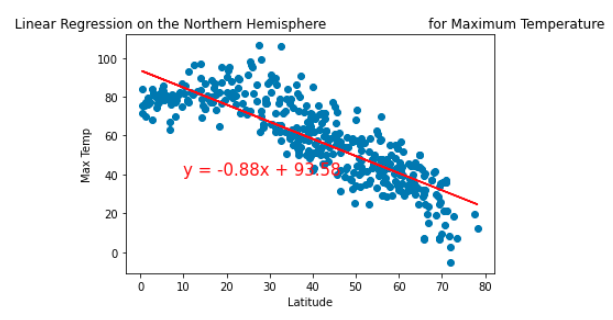 Linear Regression on the Northern Hemisphere for Maximum Temperature
100
80
60
40
20
0
Max Temp
y = -0.88x + 93.58
0 10 20 30 40 50 60 70 80
Latitude